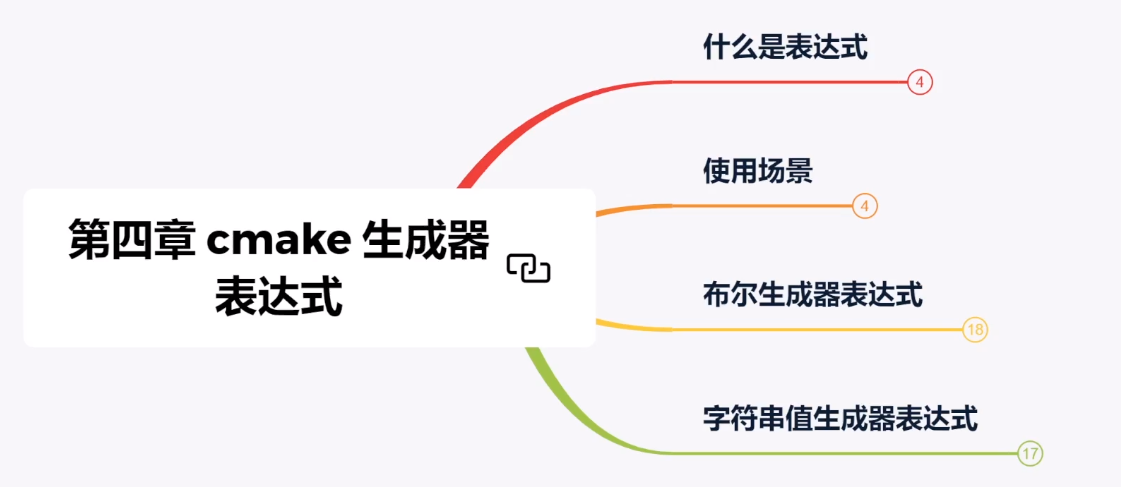 什么是表达式
4
使用场景
4
第四章 cmake 生成器
表达式
布尔生成器表达式
18
字符串值生成器表达式
17